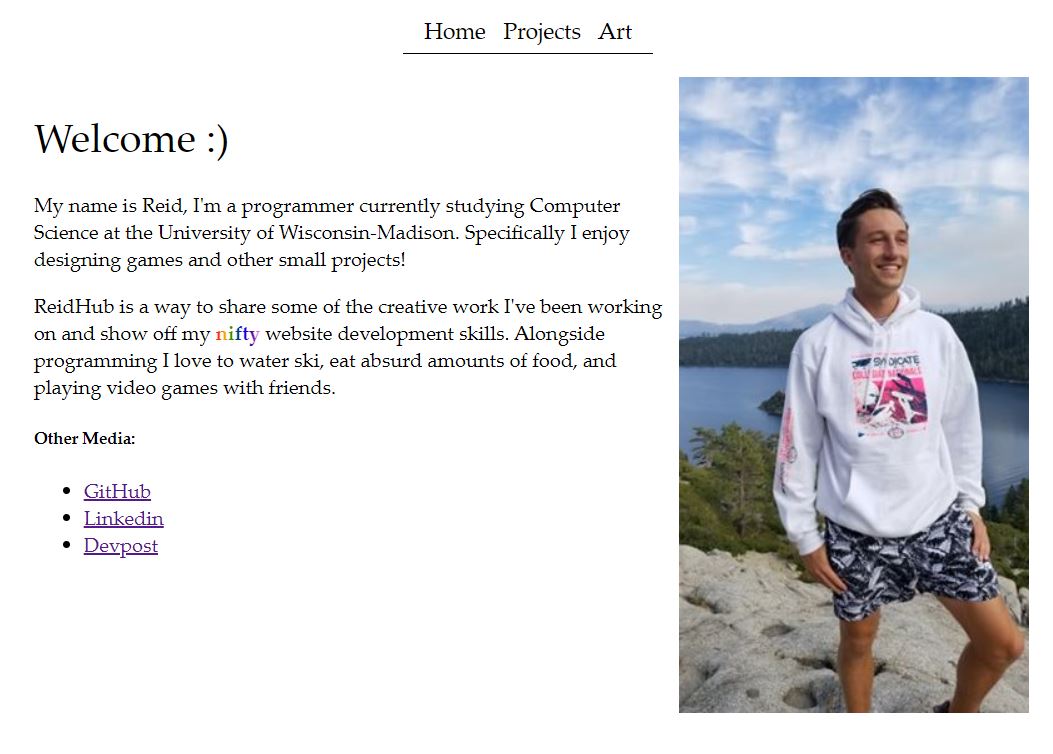 Home Projects Art
Welcome :)
My name is Reid, I'm a programmer currently studying Computer
Science at the University of Wisconsin-Madison. Specifically I enjoy
designing games and other small projects!
ReidHub is a way to share some of the creative work I've been working
on and show off my nifty website development skills. Alongside
programming I love to water ski, eat absurd amounts of food, and
playing video games with friends.
Other Media:
GitHub
Linkedin
Devpost
SYNDICATE
COLLEGIATE NATIONALS